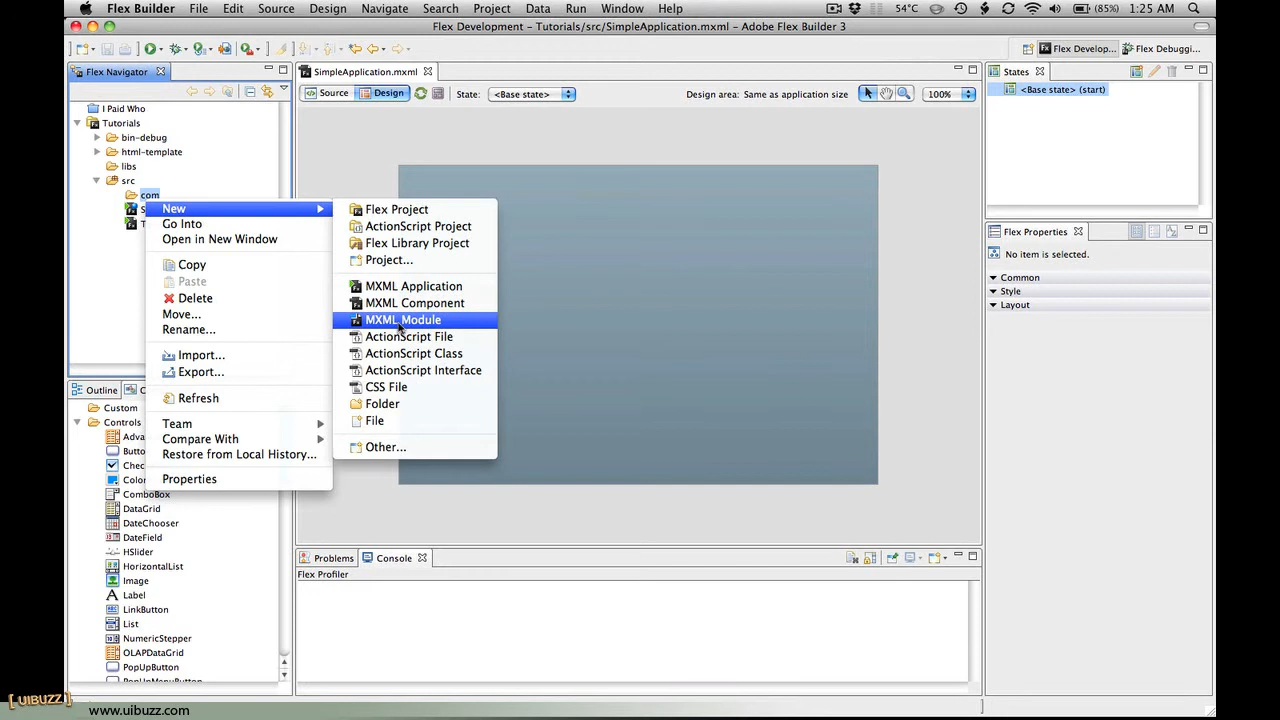 Flex Builder File Edit Source Design Navigate Search Project Data Run Window Help 54°C (85%) 1:25 AM
Flex Development - Tutorials/src/SimpleApplication.mxml - Adobe Flex Builder 3
Flex Develop... Flex Debuggi...
Flex Navigator
I Paid Who
Tutorials
bin-debug
html-template
libs
src
com
S
T
New
Go Into
Open in New Window
Copy
Paste
Delete
Move...
Rename...
Import...
Export...
Refresh
Team
Compare With
Restore from Local History...
Properties
Flex Project
ActionScript Project
Flex Library Project
Project...
MXML Application
MXML Component
MXML Module
ActionScript File
ActionScript Class
ActionScript Interface
CSS File
Folder
File
Other...
SimpleApplication.mxml
Source Design State: <Base state> Design area: Same as application size 100%
States
<Base state> (start)
Flex Properties
No item is selected.
Common
Style
Layout
Outline C
Custom
Controls
Adva
Butto
Chec
Color
ComboBox
DataGrid
DateChooser
DateField
HSlider
HorizontalList
Image
Label
LinkButton
List
NumericStepper
OLAPDataGrid
PopUpButton
PopUpMenuButton
Problems Console
Flex Profiler
[UIBUZZ]
www.uibuzz.com